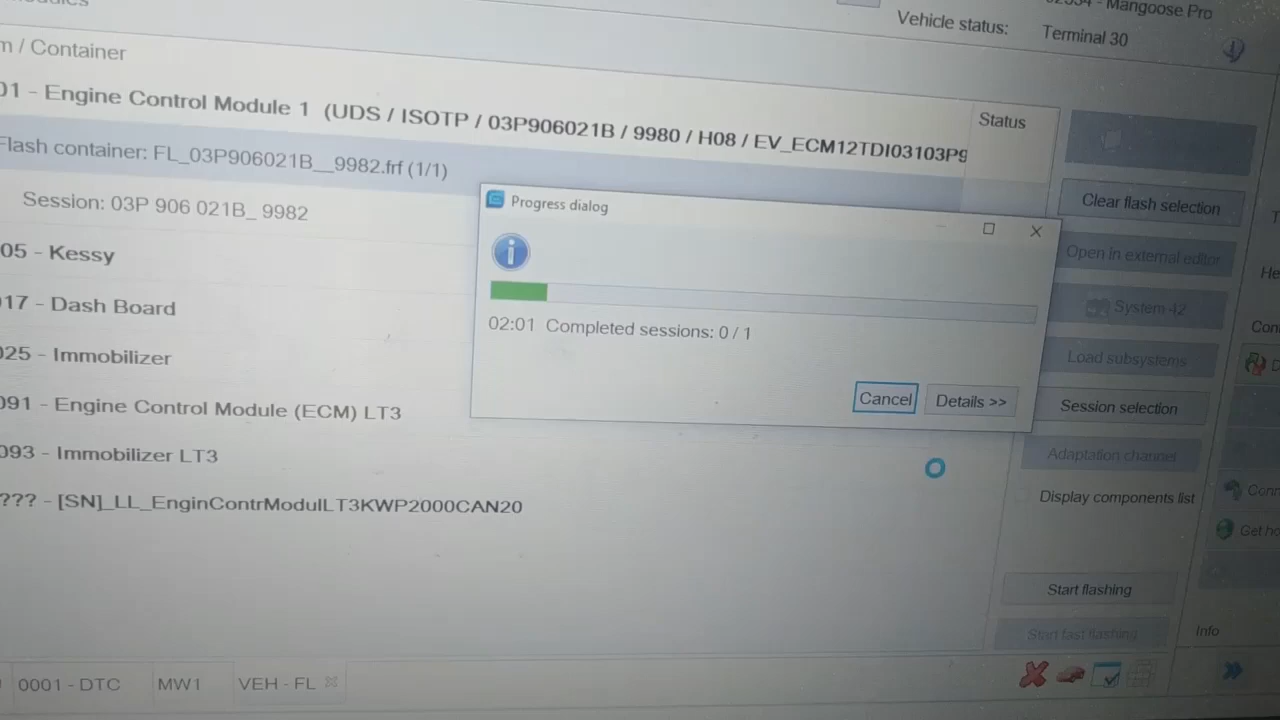 Mangoose Pro
Vehicle status:
Terminal 30
/ Container
01 - Engine Control Module 1 (UDS / ISOTP / 03P906021B / 9980 / H08 / EV_ECM12TDI03103P9
Status
Flash container: FL_03P906021B__9982.frf (1/1)
Session: 03P 906 021B_ 9982
05 - Kessy
017 - Dash Board
025 - Immobilizer
091 - Engine Control Module (ECM) LT3
093 - Immobilizer LT3
???? - [SN]_LL_EnginContrModulLT3KWP2000CAN20
Progress dialog
02:01 Completed sessions: 0 / 1
Cancel
Details >>
Clear flash selection
Open in external editor
System 42
Load subsystems
Session selection
Adaptation channel
Display components list
Start flashing
Start fast flashing
Info
0001 - DTC
MW1
VEH - FL